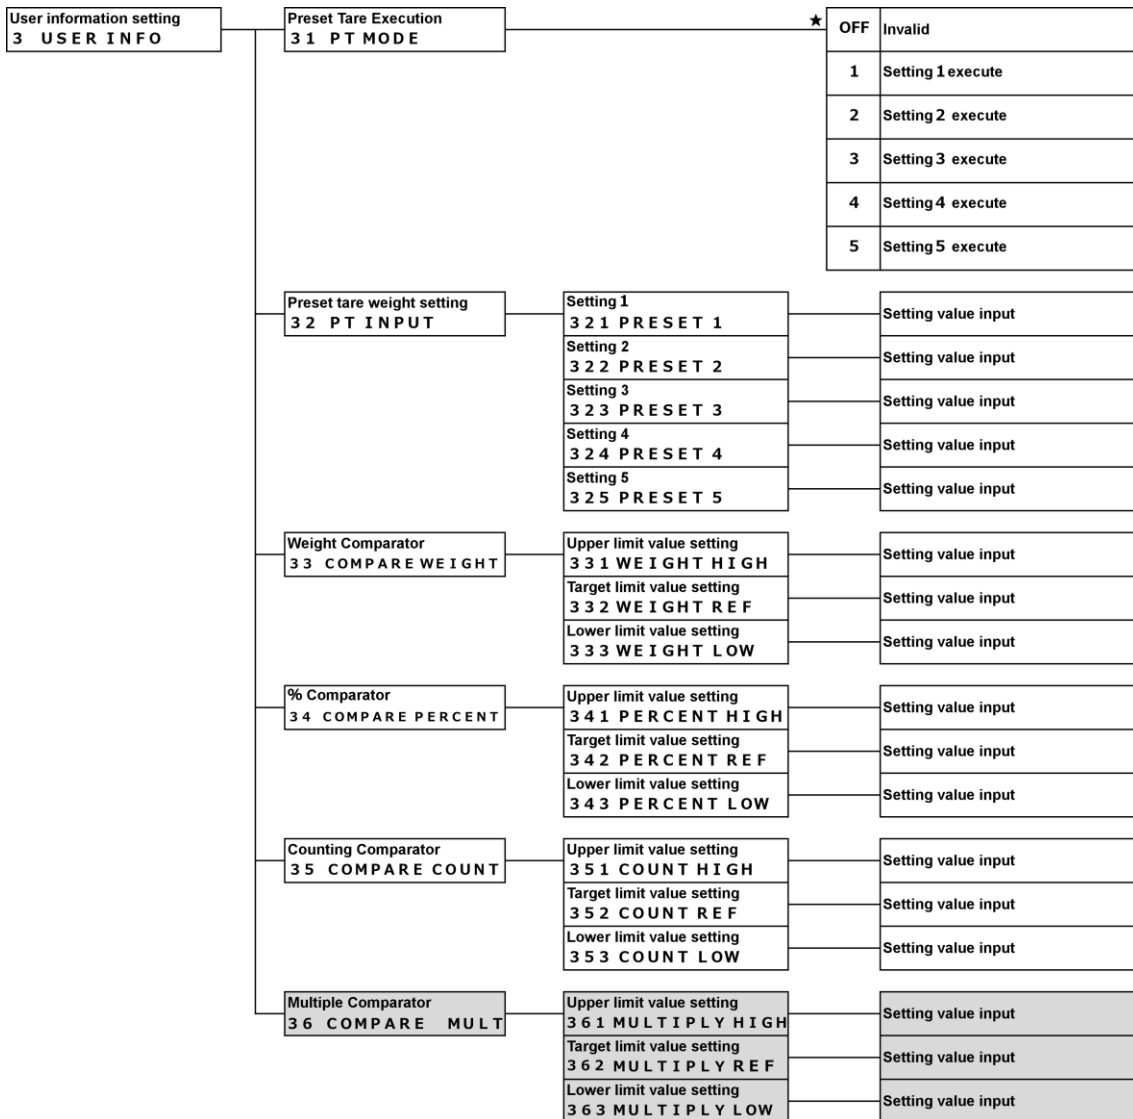 User information setting
3 USER INFO
Preset Tare Execution
31 PT MODE
★
OFF Invalid
1 Setting 1 execute
2 Setting 2 execute
3 Setting 3 execute
4 Setting 4 execute
5 Setting 5 execute
Preset tare weight setting
32 PT INPUT
Setting 1
321 PRESET 1
Setting value input
Setting 2
322 PRESET 2
Setting value input
Setting 3
323 PRESET 3
Setting value input
Setting 4
324 PRESET 4
Setting value input
Setting 5
325 PRESET 5
Setting value input
Weight Comparator
33 COMPARE WEIGHT
Upper limit value setting
331 WEIGHT HIGH
Setting value input
Target limit value setting
332 WEIGHT REF
Setting value input
Lower limit value setting
333 WEIGHT LOW
Setting value input
% Comparator
34 COMPARE PERCENT
Upper limit value setting
341 PERCENT HIGH
Setting value input
Target limit value setting
342 PERCENT REF
Setting value input
Lower limit value setting
343 PERCENT LOW
Setting value input
Counting Comparator
35 COMPARE COUNT
Upper limit value setting
351 COUNT HIGH
Setting value input
Target limit value setting
352 COUNT REF
Setting value input
Lower limit value setting
353 COUNT LOW
Setting value input
Multiple Comparator
36 COMPARE MULT
Upper limit value setting
361 MULTIPLY HIGH
Setting value input
Target limit value setting
362 MULTIPLY REF
Setting value input
Lower limit value setting
363 MULTIPLY LOW
Setting value input